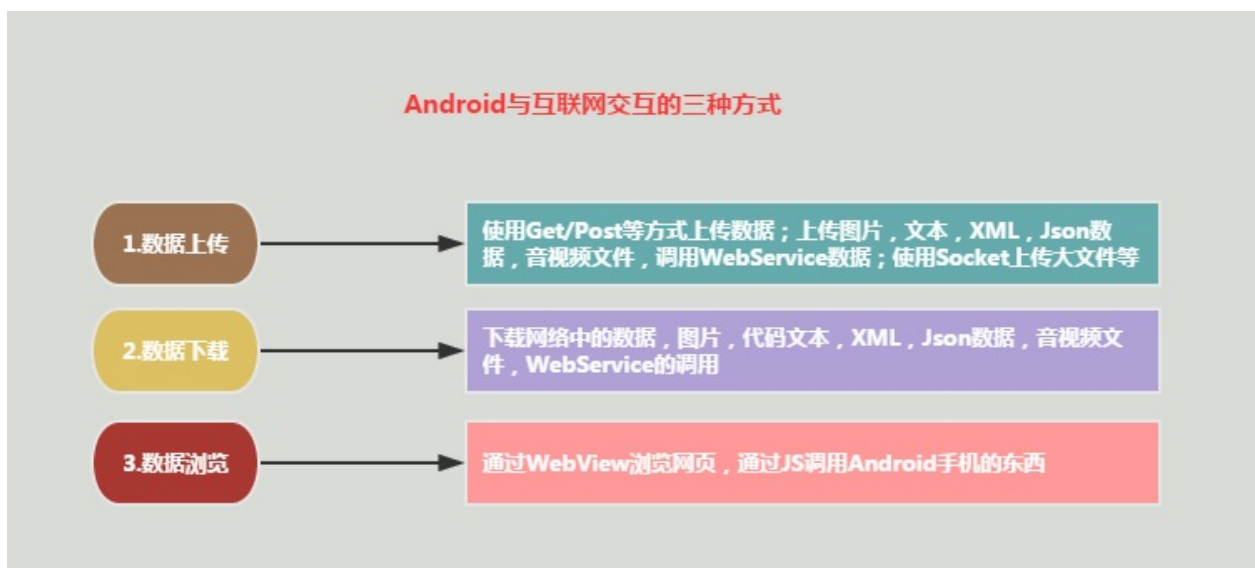 Android与互联网交互的三种方式
1.数据上传
使用Get/Post等方式上传数据；上传图片，文本，XML，Json数
据，音视频文件，调用WebService数据；使用Socket上传大文件等
2.数据下载
下载网络中的数据，图片，代码文本，XML，Json数据，音视频文
件，WebService的调用
3.数据浏览
通过WebView浏览网页，通过JS调用Android手机的东西